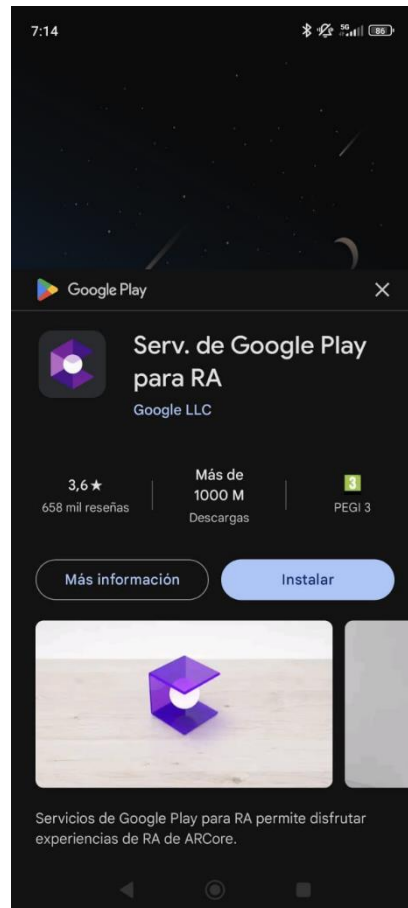 7:14
5G
86
Google Play
Serv. de Google Play
para RA
Google LLC
3,6★
658 mil reseñas
Más de
1000 M
Descargas
3
PEGI 3
Más información
Instalar
Servicios de Google Play para RA permite disfrutar
experiencias de RA de ARCore.